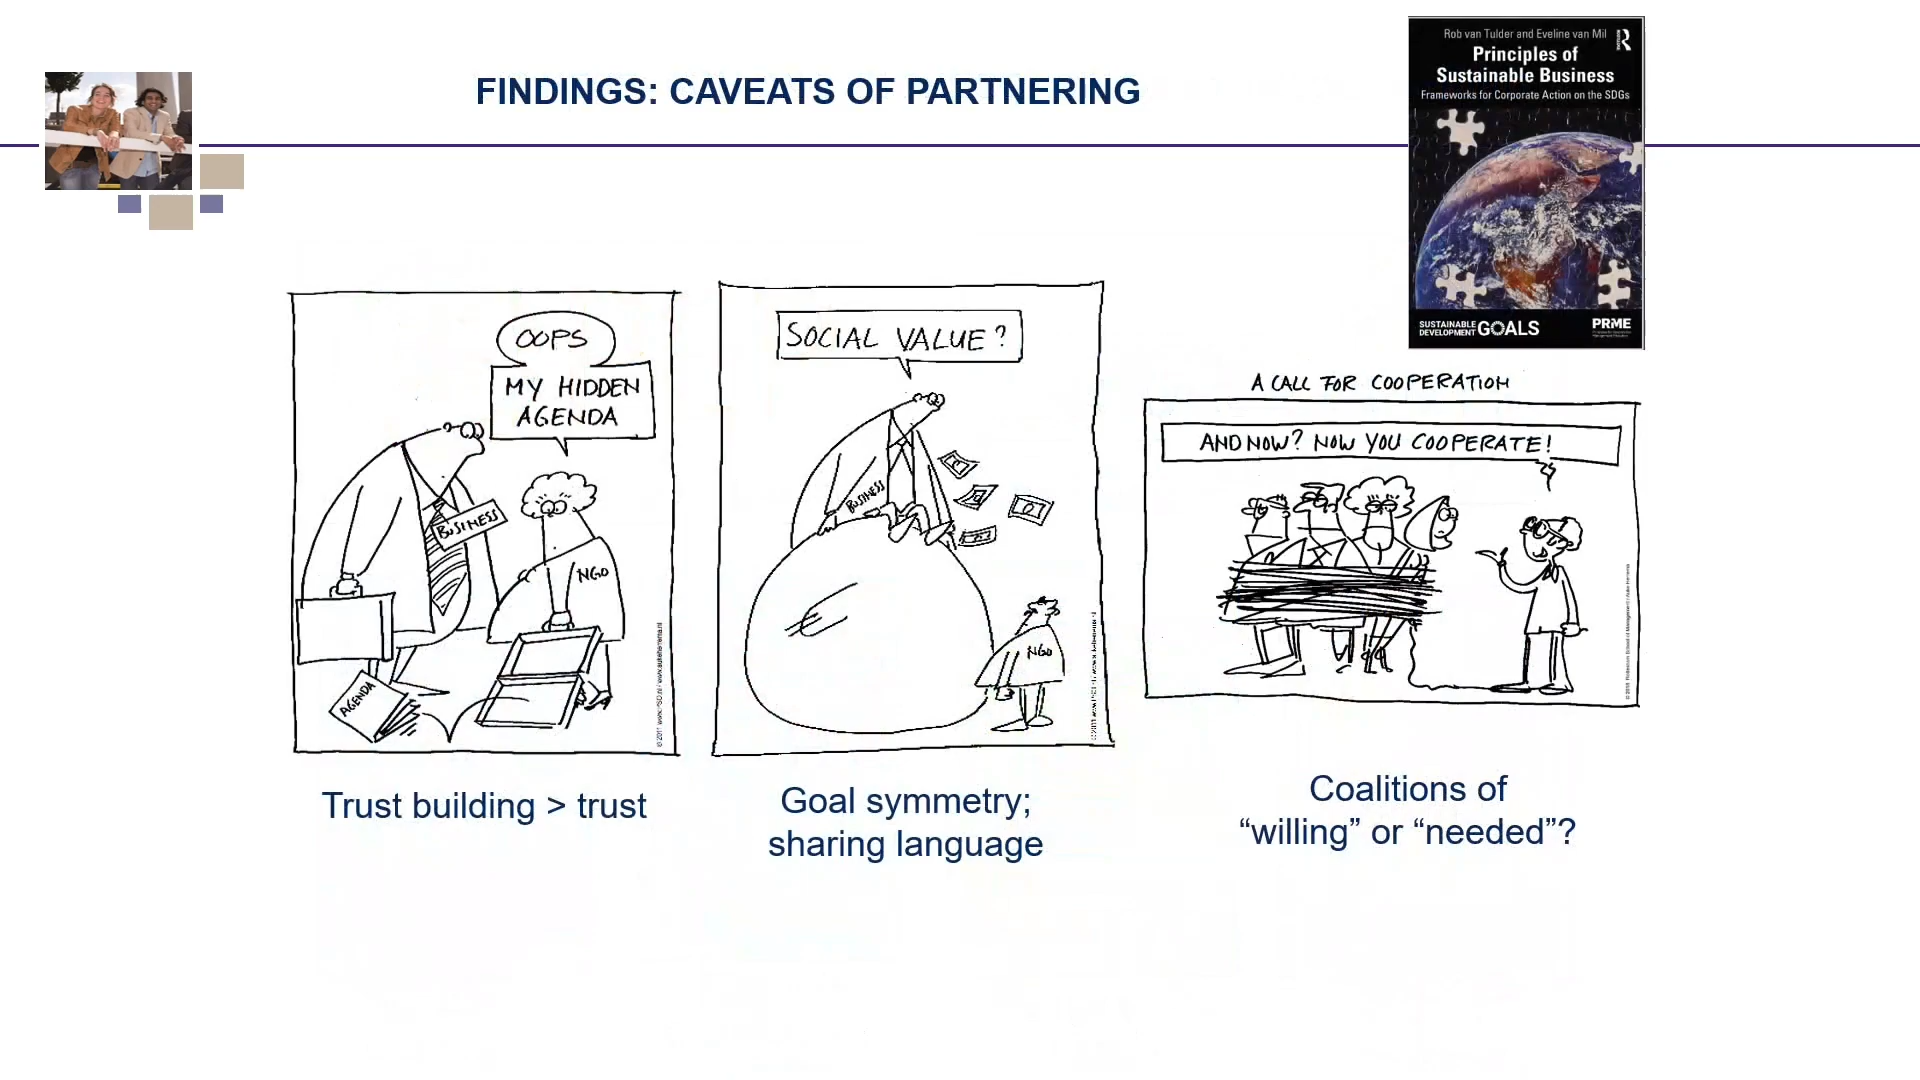 FINDINGS: CAVEATS OF PARTNERING
Rob van Tulder and Eveline van Mil
Principles of
Sustainable Business
Frameworks for Corporate Action on the SDGs
SUSTAINABLE
DEVELOPMENT
GOALS
PRME
OOPS
MY HIDDEN
AGENDA
BUSINESS
NGO
AGENDA
SOCIAL VALUE?
BUSINESS
NGO
A CALL FOR COOPERATION
AND NOW? NOW YOU COOPERATE!
Trust building > trust
Goal symmetry;
sharing language
Coalitions of
“willing” or “needed”?